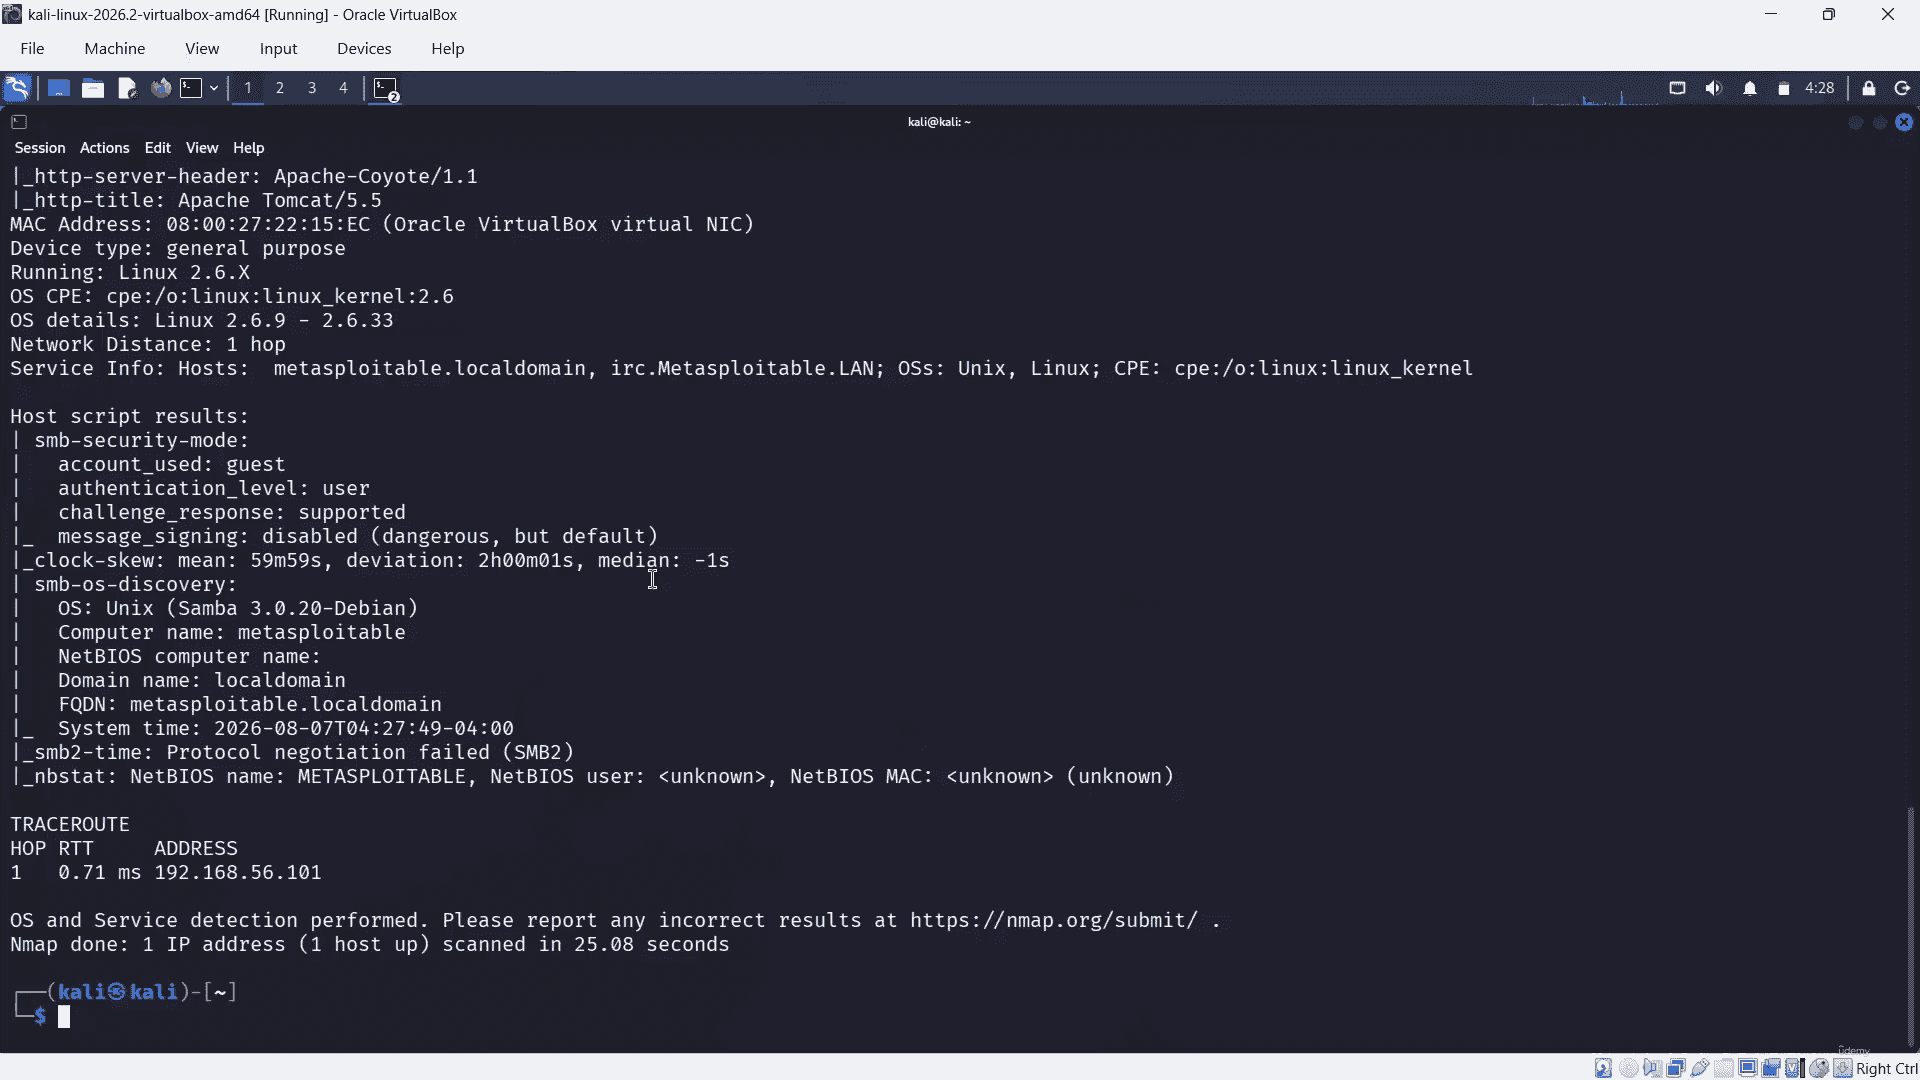 kali-linux-2026.2-virtualbox-amd64 [Running] - Oracle VirtualBox
File Machine View Input Devices Help
1 2 3 4 2 4:28
kali@kali: ~
Session Actions Edit View Help
|_http-server-header: Apache-Coyote/1.1
|_http-title: Apache Tomcat/5.5
MAC Address: 08:00:27:22:15:EC (Oracle VirtualBox virtual NIC)
Device type: general purpose
Running: Linux 2.6.X
OS CPE: cpe:/o:linux:linux_kernel:2.6
OS details: Linux 2.6.9 - 2.6.33
Network Distance: 1 hop
Service Info: Hosts:  metasploitable.localdomain, irc.Metasploitable.LAN; OSs: Unix, Linux; CPE: cpe:/o:linux:linux_kernel
Host script results:
| smb-security-mode:
|   account_used: guest
|   authentication_level: user
|   challenge_response: supported
|_  message_signing: disabled (dangerous, but default)
|_clock-skew: mean: 59m59s, deviation: 2h00m01s, median: -1s
| smb-os-discovery:
|   OS: Unix (Samba 3.0.20-Debian)
|   Computer name: metasploitable
|   NetBIOS computer name:
|   Domain name: localdomain
|   FQDN: metasploitable.localdomain
|_  System time: 2026-08-07T04:27:49-04:00
|_smb2-time: Protocol negotiation failed (SMB2)
|_nbstat: NetBIOS name: METASPLOITABLE, NetBIOS user: <unknown>, NetBIOS MAC: <unknown> (unknown)
TRACEROUTE
HOP RTT     ADDRESS
1   0.71 ms 192.168.56.101
OS and Service detection performed. Please report any incorrect results at https://nmap.org/submit/ .
Nmap done: 1 IP address (1 host up) scanned in 25.08 seconds
┌──(kali㉿kali)-[~]
└─$
udemy
Right Ctrl